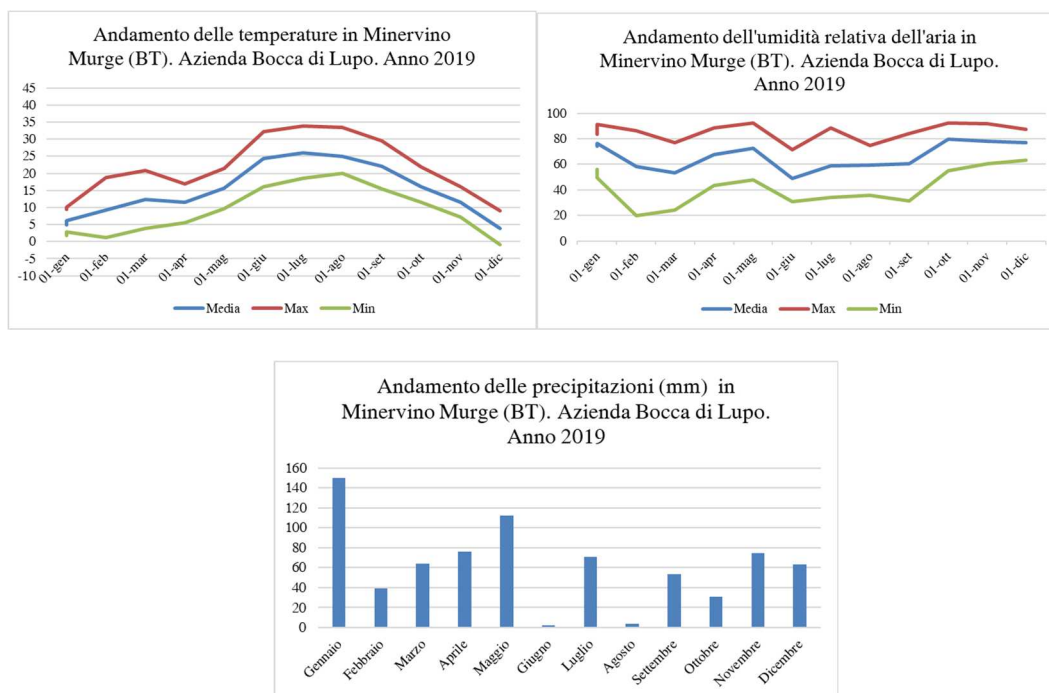 Andamento delle temperature in Minervino
Murge (BT). Azienda Bocca di Lupo. Anno 2019
45
40
35
30
25
20
15
10
5
0
-5
-10
01-gen
01-feb
01-mar
01-apr
01-mag
01-giu
01-lug
01-ago
01-set
01-ott
01-nov
01-dic
Media Max Min
Andamento dell'umidità relativa dell'aria in
Minervino Murge (BT). Azienda Bocca di Lupo.
Anno 2019
100
80
60
40
20
0
01-gen
01-feb
01-mar
01-apr
01-mag
01-giu
01-lug
01-ago
01-set
01-ott
01-nov
01-dic
Media Max Min
Andamento delle precipitazioni (mm) in
Minervino Murge (BT). Azienda Bocca di Lupo.
Anno 2019
160
140
120
100
80
60
40
20
0
Gennaio
Febbraio
Marzo
Aprile
Maggio
Giugno
Luglio
Agosto
Settembre
Ottobre
Novembre
Dicembre